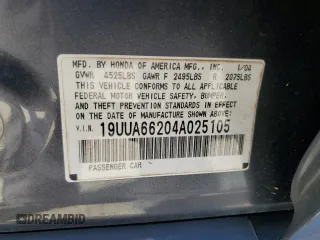 MFD. BY HONDA OF AMERICA MFG., INC. 1/04
GVWR 4525LBS GAWR F 2495LBS R 2075LBS
THIS VEHICLE CONFORMS TO ALL APPLICABLE
FEDERAL MOTOR VEHICLE SAFETY, BUMPER,
AND THEFT PREVENTION STANDARDS IN EFFECT
ON THE DATE OF MANUFACTURE SHOWN ABOVE
V.I.N. 19UUA66204A025105
PASSENGER CAR
DREAMBID